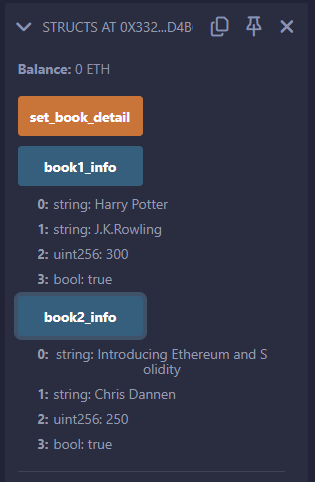 STRUCTS AT 0X332...D4B
Balance: 0 ETH
set_book_detail
book1_info
0: string: Harry Potter
1: string: J.K.Rowling
2: uint256: 300
3: bool: true
book2_info
0: string: Introducing Ethereum and S
olidity
1: string: Chris Dannen
2: uint256: 250
3: bool: true